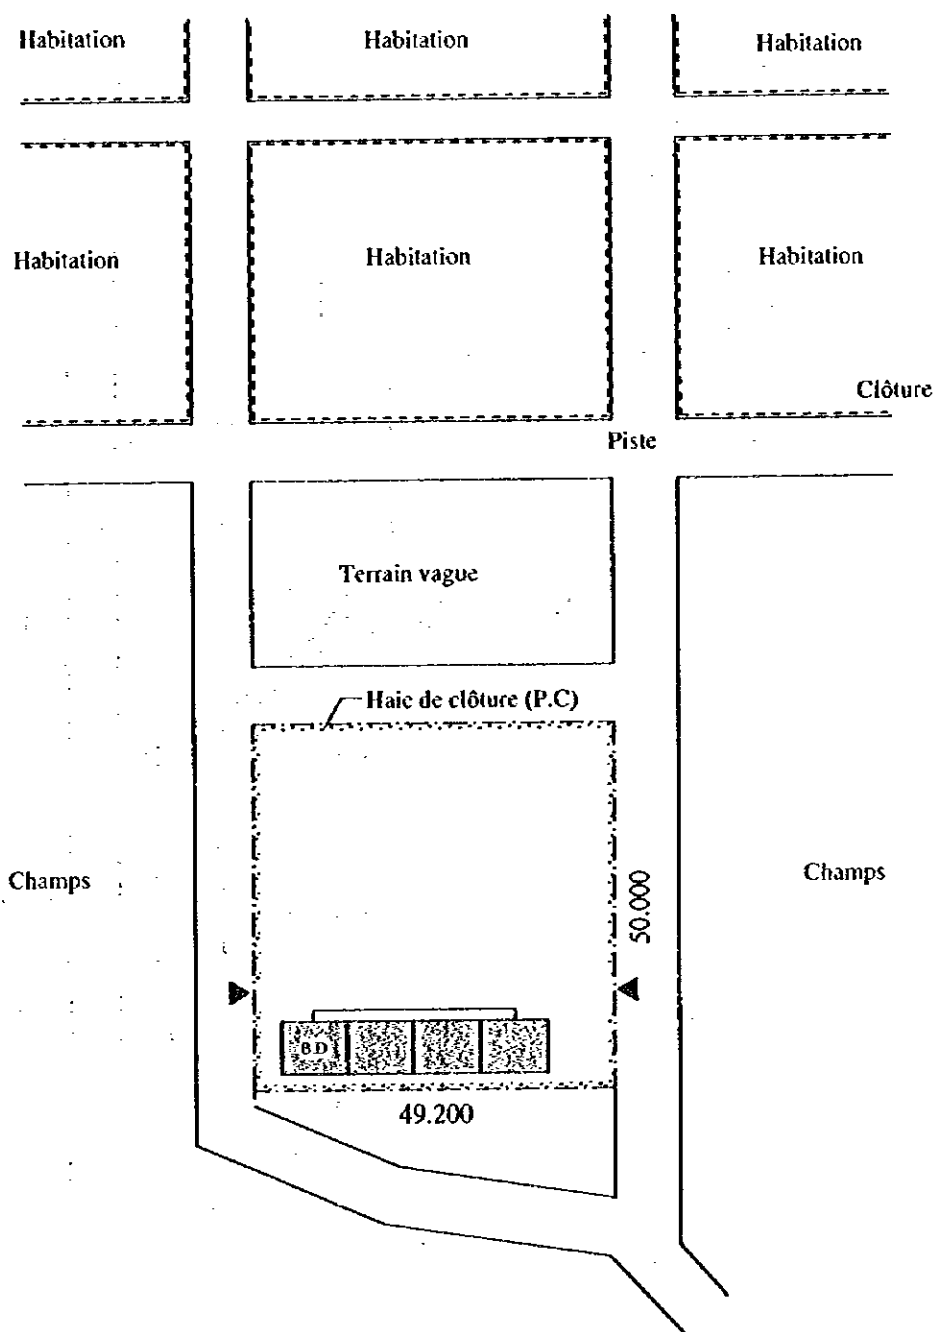 Habitation
Habitation
Habitation
Habitation
Habitation
Habitation
Clôture
Piste
Terrain vague
Haie de clôture (P.C)
Champs
50.000
Champs
BD
49.200